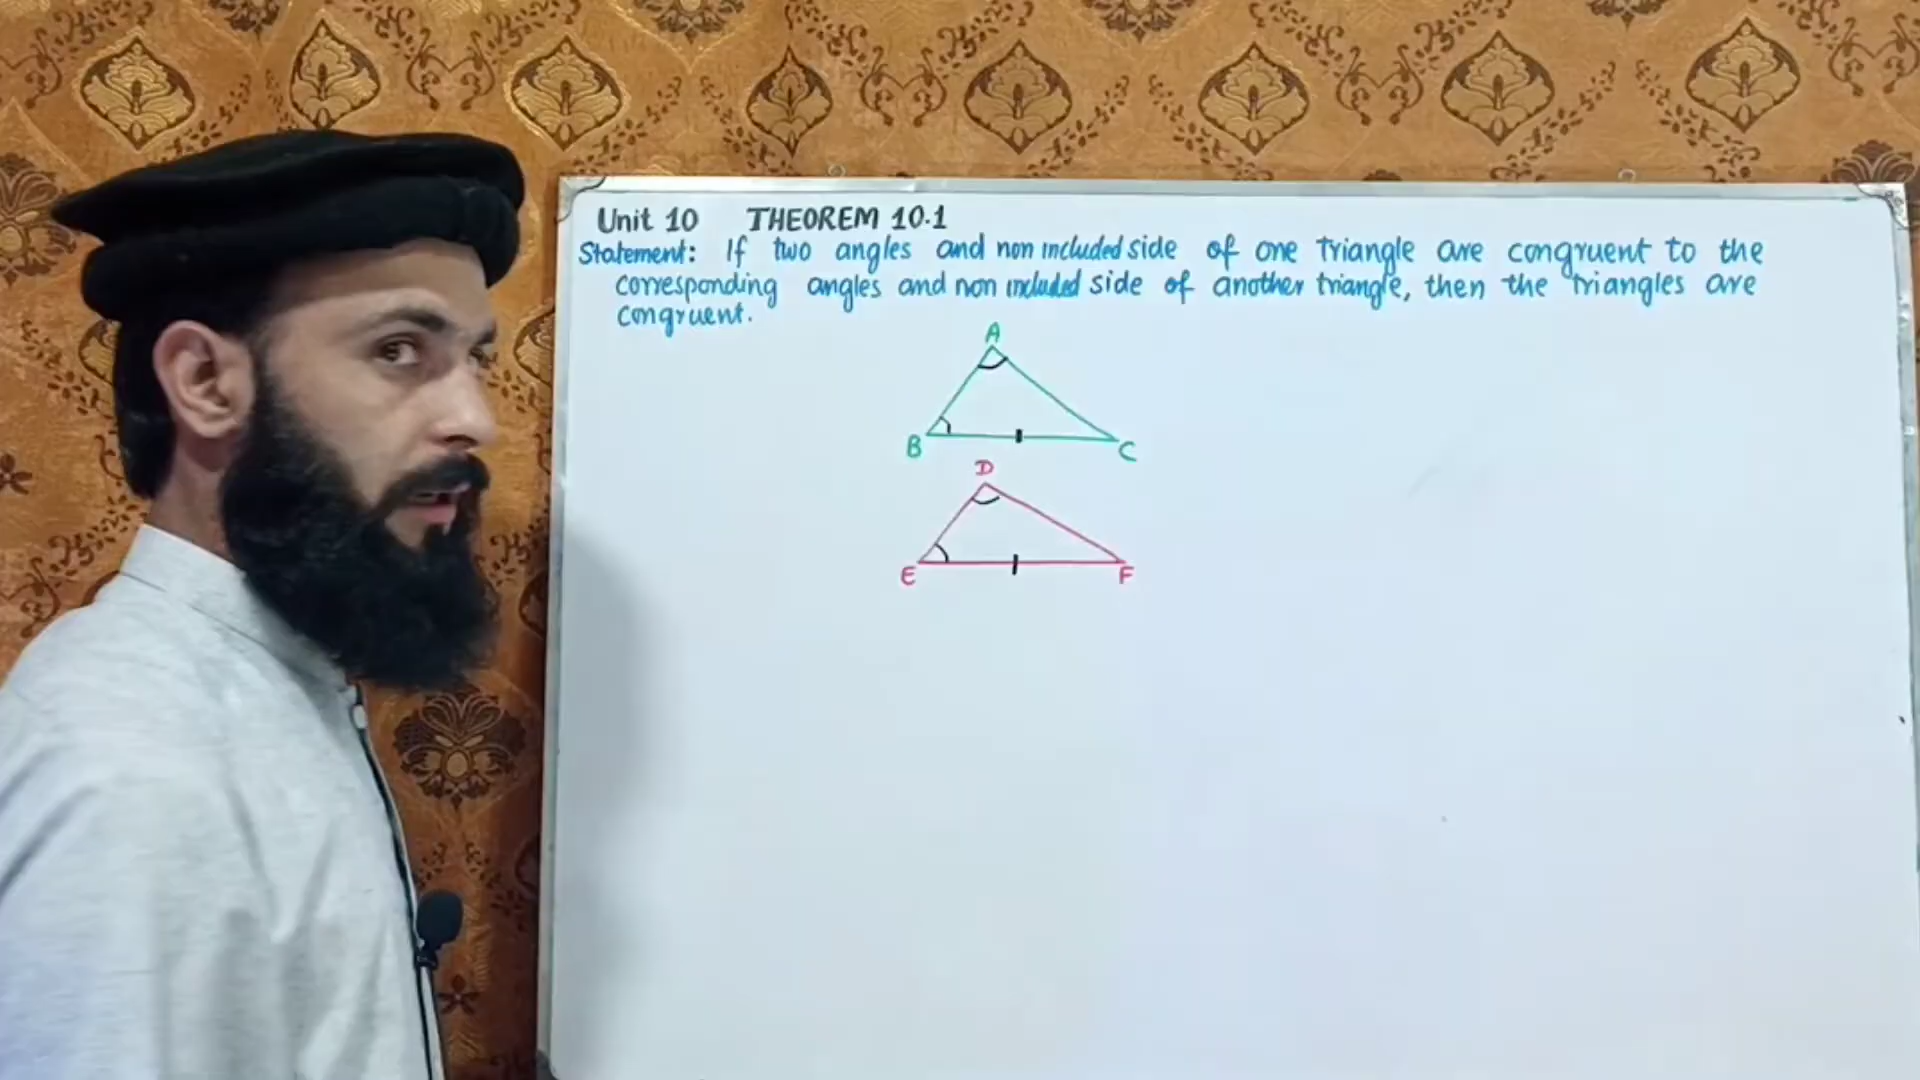 Unit 10 THEOREM 10.1
Statement: If two angles and non included side of one triangle are congruent to the
corresponding angles and non included side of another triangle, then the triangles are
congruent.
A
B C
D
E F